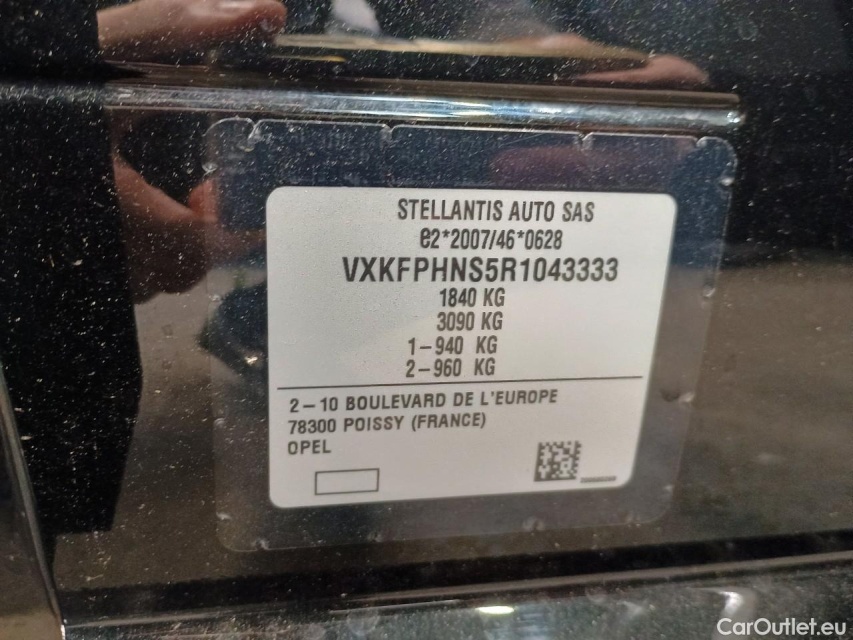 STELLANTIS AUTO SAS
e2*2007/46*0628
VXKFPHNS5R1043333
1840 KG
3090 KG
1-940 KG
2-960 KG
2-10 BOULEVARD DE L'EUROPE
78300 POISSY (FRANCE)
OPEL
CarOutlet.eu